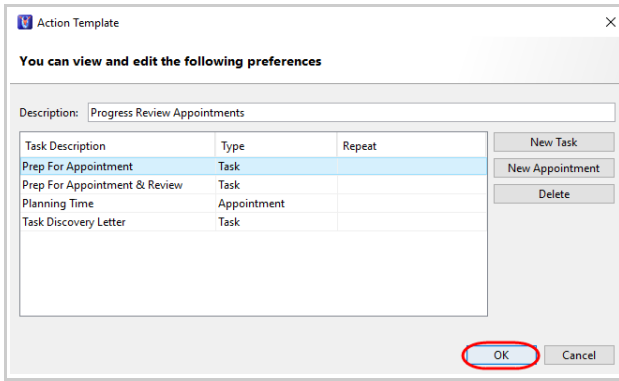 Action Template
You can view and edit the following preferences
Description: Progress Review Appointments
Task Description Type Repeat
Prep For Appointment Task
Prep For Appointment & Review Task
Planning Time Appointment
Task Discovery Letter Task
New Task
New Appointment
Delete
OK Cancel